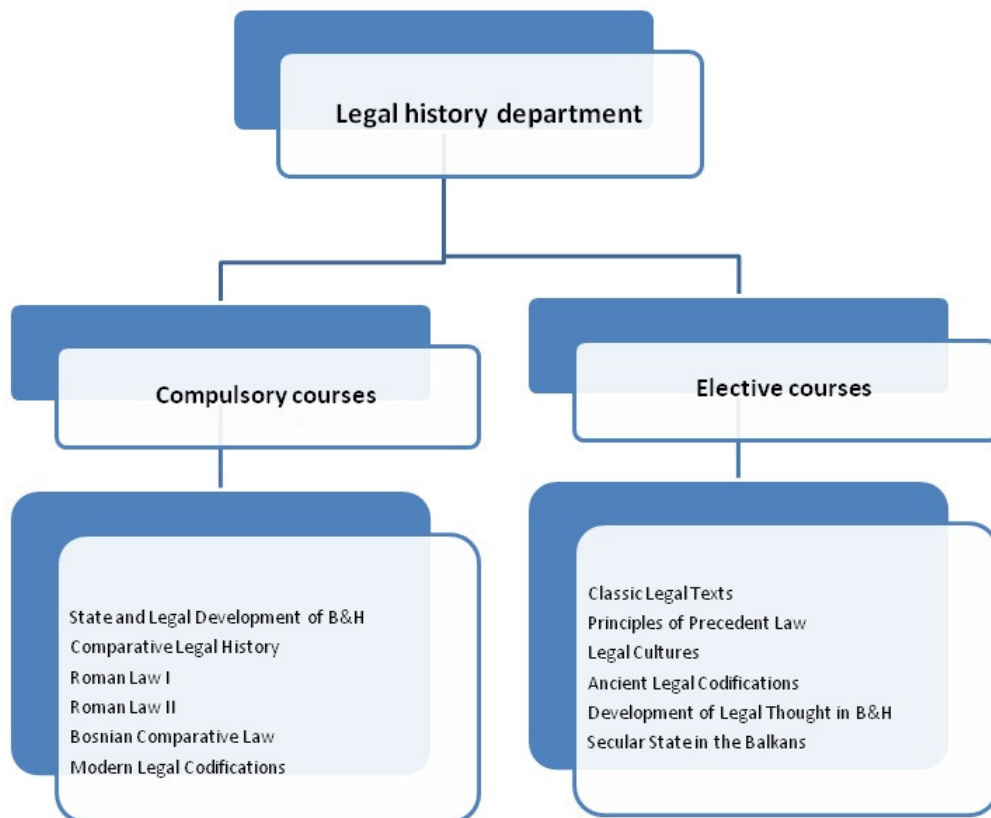 Legal history department
Compulsory courses
State and Legal Development of B&H
Comparative Legal History
Roman Law I
Roman Law II
Bosnian Comparative Law
Modern Legal Codifications
Elective courses
Classic Legal Texts
Principles of Precedent Law
Legal Cultures
Ancient Legal Codifications
Development of Legal Thought in B&H
Secular State in the Balkans